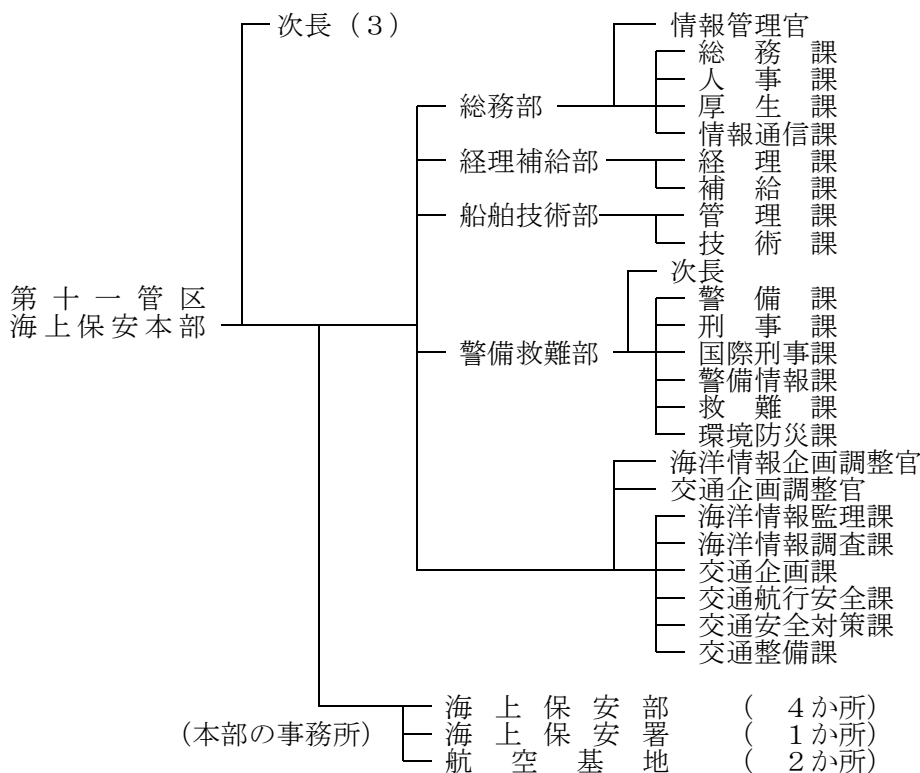 次長（３）
情報管理官
総務課
人事課
総務部
厚生課
情報通信課
経理補給部
経理課
補給課
船舶技術部
管理課
技術課
次長
第十一管区
海上保安本部
警備課
刑事課
警備救難部
国際刑事課
警備情報課
救難課
環境防災課
海洋情報企画調整官
交通企画調整官
海洋情報監理課
海洋情報調査課
交通企画課
交通航行安全課
交通安全対策課
交通整備課
(本部の事務所)
海上保安部 ( ４か所)
海上保安署 ( １か所)
航空基地 ( ２か所)